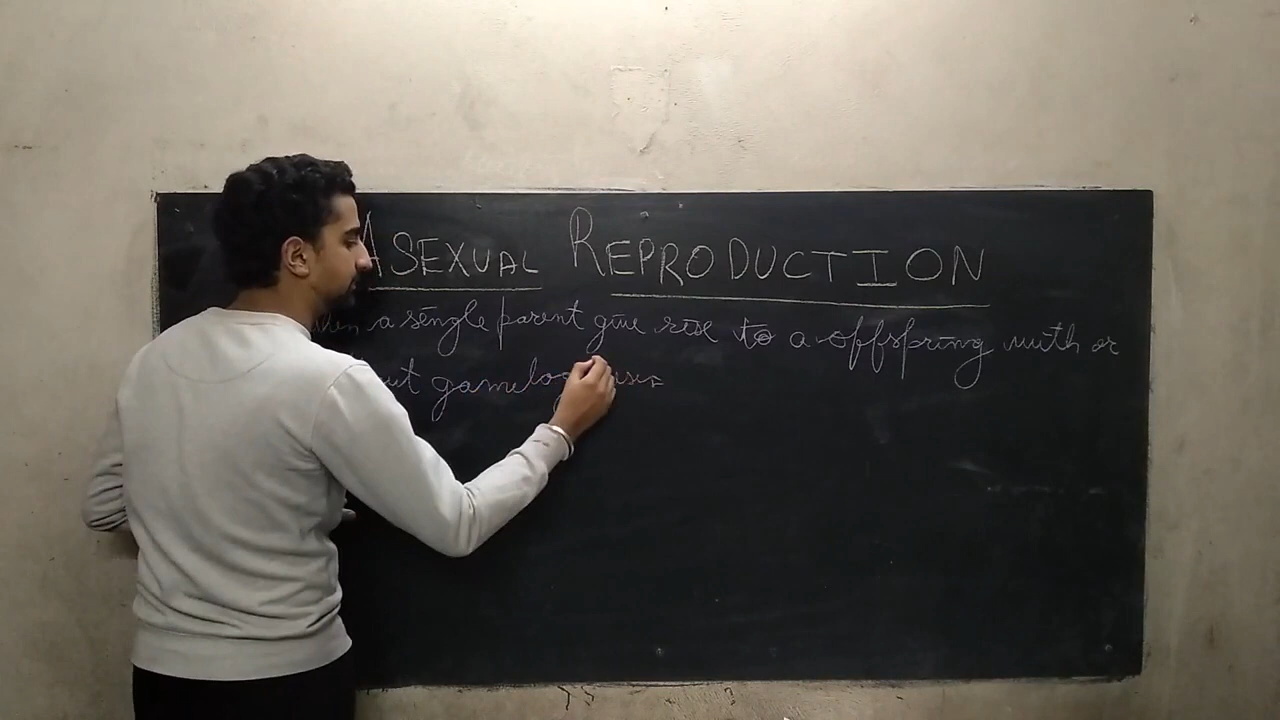 ASEXUAL REPRODUCTION
a single parent give rise to a offspring with or